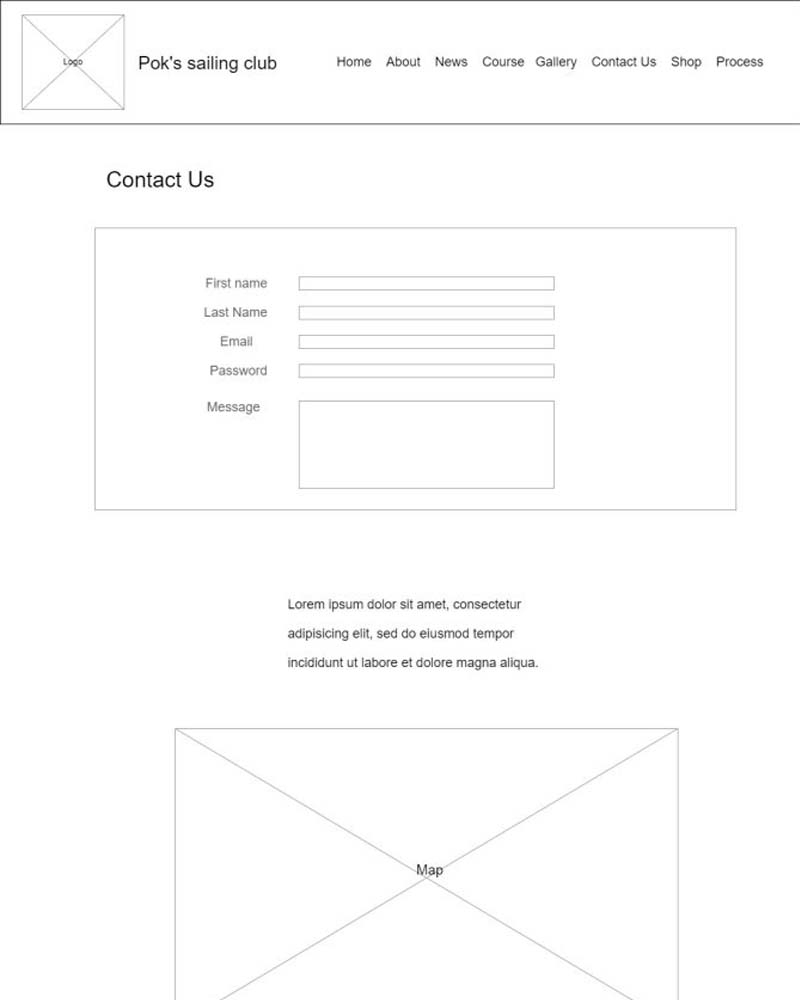 Logo
Pok's sailing club
Home About News Course Gallery Contact Us Shop Process
Contact Us
First name
Last Name
Email
Password
Message
Lorem ipsum dolor sit amet, consectetur
adipisicing elit, sed do eiusmod tempor
incididunt ut labore et dolore magna aliqua.
Map